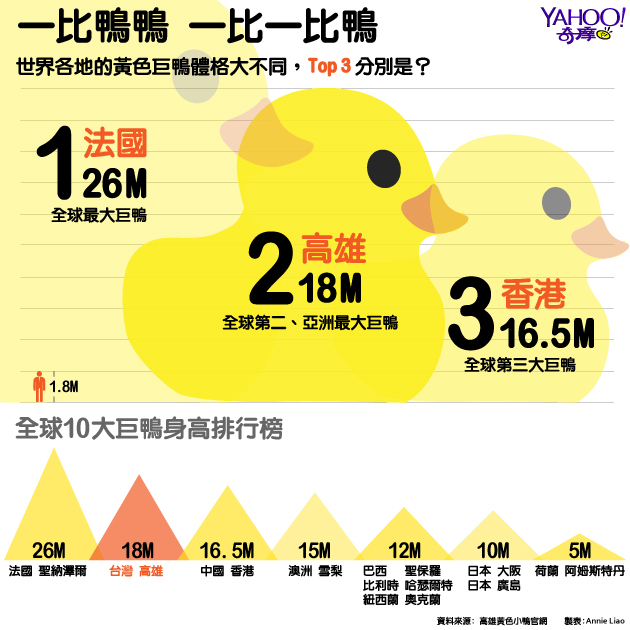 一比鴨鴨 一比一比鴨
YAHOO!
奇摩
世界各地的黃色巨鴨體格大不同，Top 3 分別是？
1 法國
26M
全球最大巨鴨
2 高雄
18M
全球第二、亞洲最大巨鴨
3 香港
16.5M
全球第三大巨鴨
1.8M
全球10大巨鴨身高排行榜
26M 18M 16.5M 15M 12M 10M 5M
法國 聖納澤爾 台灣 高雄 中國 香港 澳洲 雪梨 巴西 聖保羅 日本 大阪 荷蘭 阿姆斯特丹
比利時 哈瑟爾特 日本 廣島
紐西蘭 奧克蘭
資料來源：高雄黃色小鴨官網 製表：Annie Liao